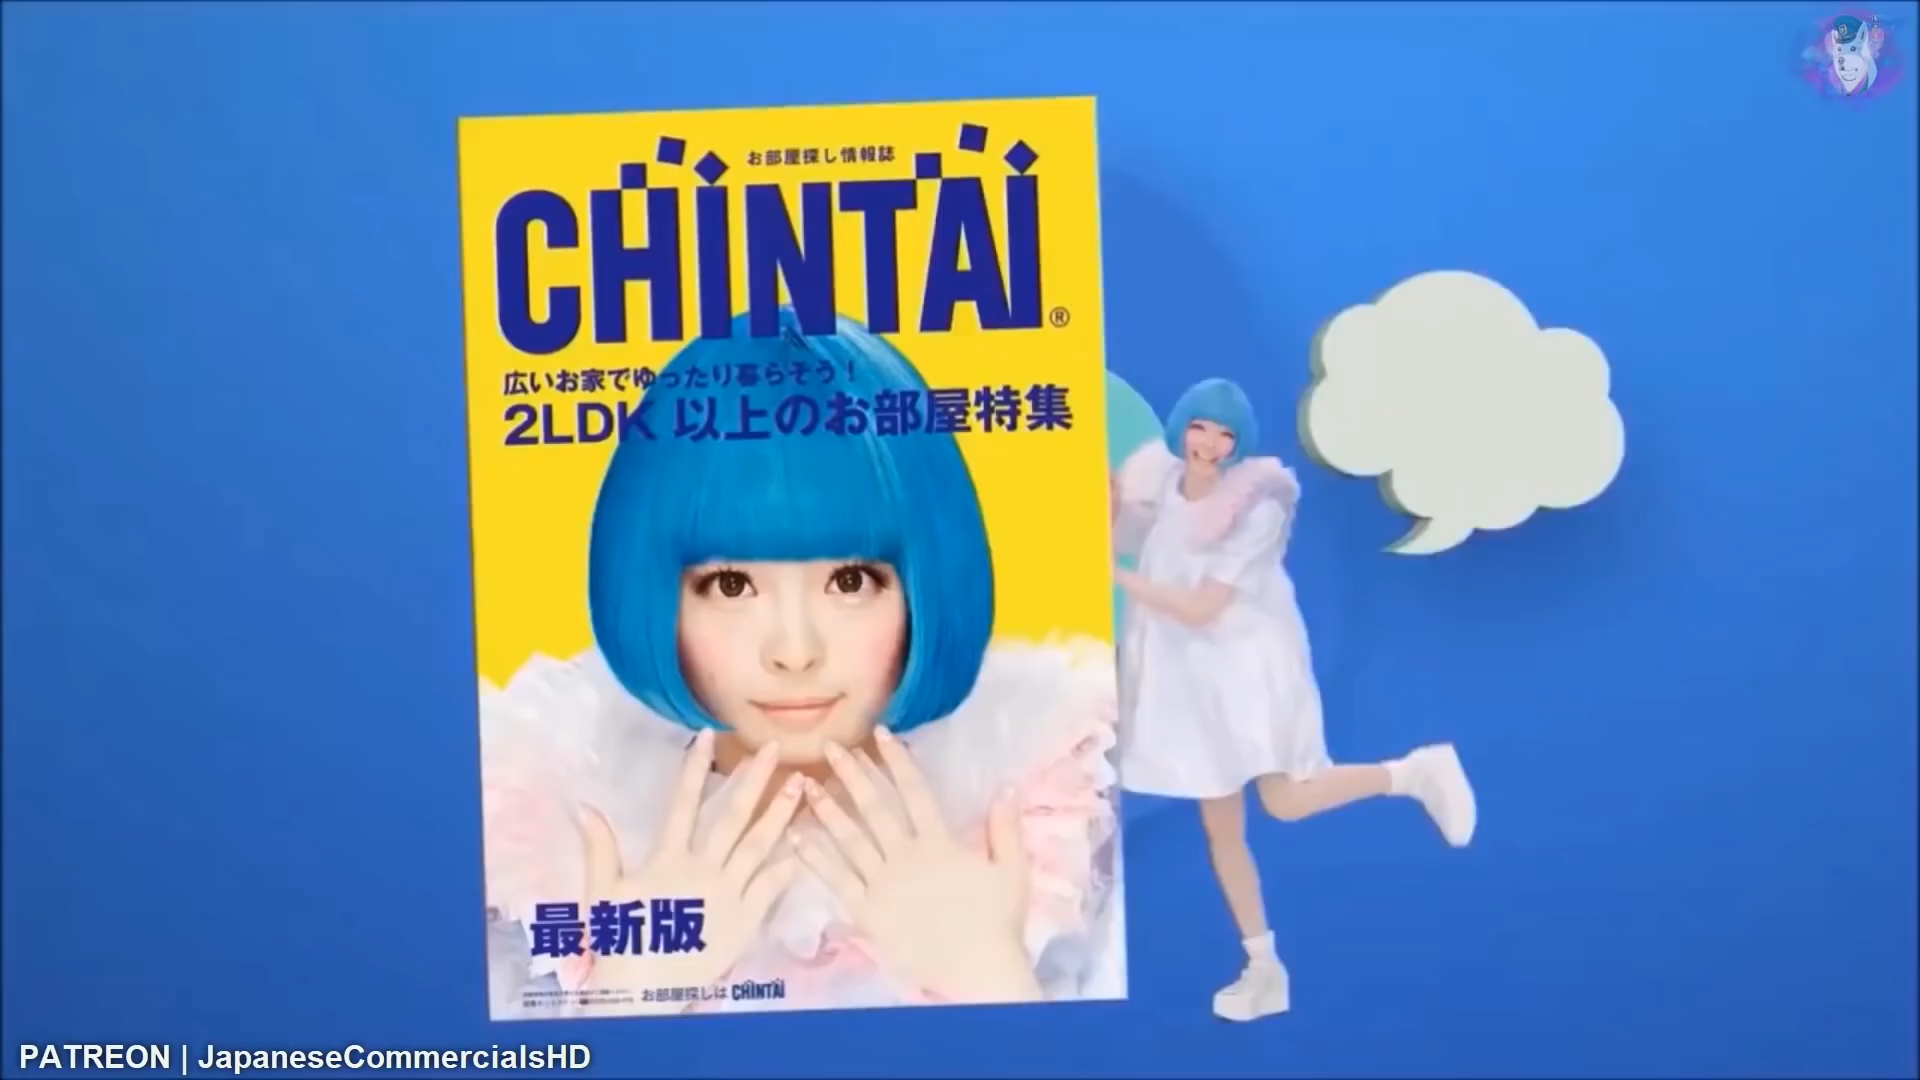 お部屋探し情報誌
CHINTAI®
広いお家でゆったり暮らそう！
2LDK 以上のお部屋特集
最新版
お部屋探しは CHINTAI
PATREON | JapaneseCommercialsHD